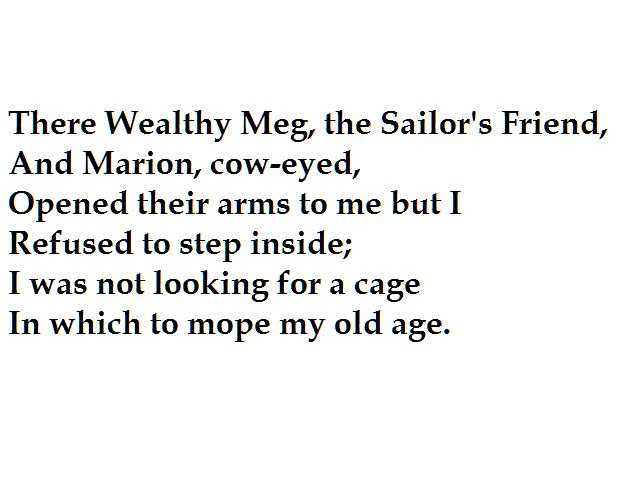 There Wealthy Meg, the Sailor's Friend,
And Marion, cow-eyed,
Opened their arms to me but I
Refused to step inside;
I was not looking for a cage
In which to mope my old age.